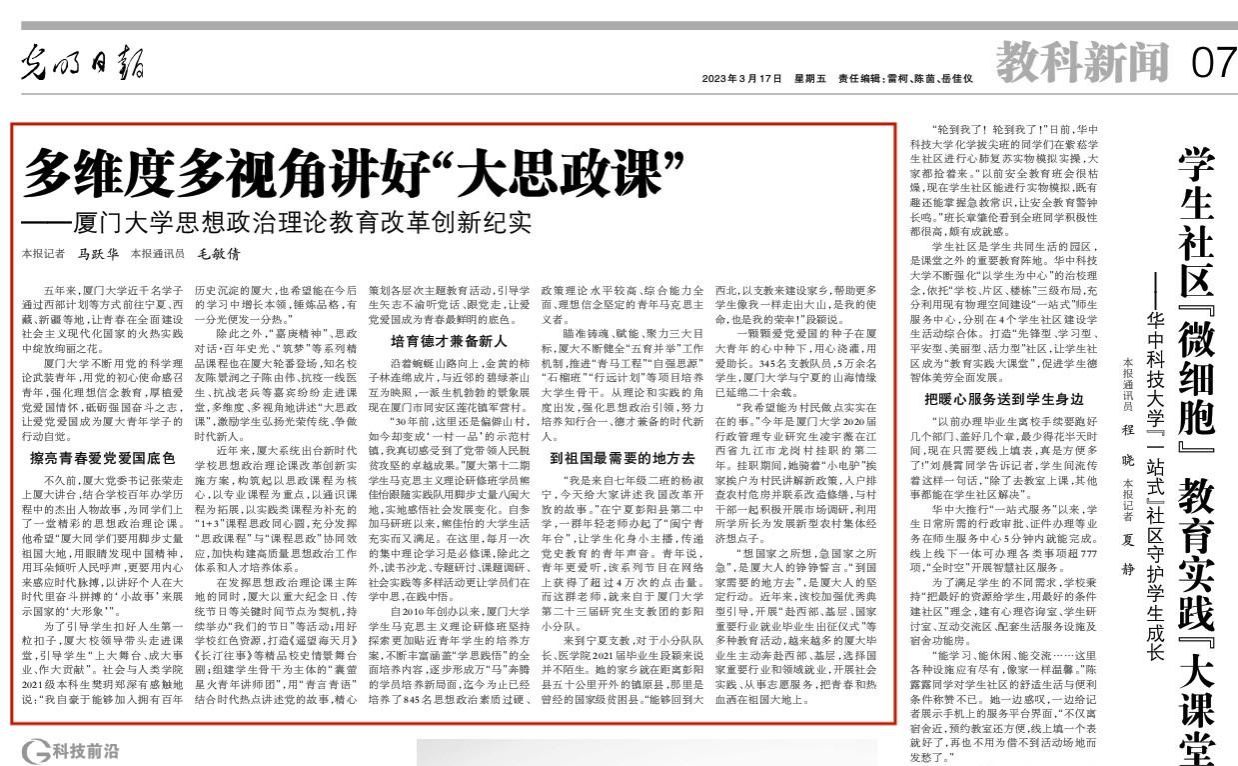 光明日报
2023年3月17日 星期五 责任编辑:雷柯、陈茵、岳佳仪
教科新闻 07
多维度多视角讲好“大思政课”
——厦门大学思想政治理论教育改革创新纪实
本报记者 马跃华 本报通讯员 毛敏倩
五年来,厦门大学近千名学子
通过西部计划等方式前往宁夏、西
藏、新疆等地,让青春在全面建设
社会主义现代化国家的火热实践
中绽放绚丽之花。
厦门大学不断用党的科学理
论武装青年,用党的初心使命感召
青年,强化理想信念教育,厚植爱
党爱国情怀,砥砺强国奋斗之志,
让爱党爱国成为厦大青年学子的
行动自觉。
擦亮青春爱党爱国底色
不久前,厦大党委书记张荣走
上厦大讲台,结合学校百年办学历
程中的杰出人物故事,为同学们上
了一堂精彩的思想政治理论课。
他希望“厦大同学们要用脚步丈量
祖国大地,用眼睛发现中国精神,
用耳朵倾听人民呼声,更要用内心
来感应时代脉搏,以讲好个人在大
时代里奋斗拼搏的‘小故事’来展
示国家的‘大形象’”。
为了引导学生扣好人生第一
粒扣子,厦大校领导带头走进课
堂,引导学生“上大舞台、成大事
业、作大贡献”。社会与人类学院
2021级本科生樊玥郑深有感触地
说:“我自豪于能够加入拥有百年
历史沉淀的厦大,也希望能在今后
的学习中增长本领,锤炼品格,有
一分光便发一分热。”
除此之外,“嘉庚精神”、思政
对话·百年史光、“筑梦”等系列精
品课程也在厦大轮番登场,知名校
友陈景润之子陈由伟、抗疫一线医
生、抗战老兵等嘉宾纷纷走进课
堂,多维度、多视角地讲述“大思政
课”,激励学生弘扬光荣传统、争做
时代新人。
近年来,厦大系统出台新时代
学校思想政治理论课改革创新实
施方案,构筑起以思政课程为核
心,以专业课程为重点,以通识课
程为拓展,以实践类课程为补充的
“1+3”课程思政同心圆,充分发挥
“思政课程”与“课程思政”协同效
应,加快构建高质量思想政治工作
体系和人才培养体系。
在发挥思想政治理论课主阵
地的同时,厦大以重大纪念日、传
统节日等关键时间节点为契机,持
续举办“我们的节日”等活动;用好
学校红色资源,打造《遥望海天月》
《长汀往事》等精品校史情景舞台
剧;组建学生骨干为主体的“囊萤
星火青年讲师团”,用“青言青语”
结合时代热点讲述党的故事,精心
策划各层次主题教育活动,引导学
生矢志不渝听党话、跟党走,让爱
党爱国成为青春最鲜明的底色。
培育德才兼备新人
沿着蜿蜒山路向上,金黄的柿
子林连绵成片,与近邻的碧绿茶山
互为映照,一派生机勃勃的景象展
现在厦门市同安区莲花镇军营村。
“30年前,这里还是偏僻山村,
如今却变成‘一村一品’的示范村
镇,我真切感受到了党带领人民脱
贫攻坚的卓越成果。”厦大第十二期
学生马克思主义理论研修班学员熊
佳怡跟随实践队用脚步丈量八闽大
地,实地感悟社会发展变化。自参
加马研班以来,熊佳怡的大学生活
充实而又满足。在这里,每月一次
的集中理论学习是必修课,除此之
外,读书沙龙、专题研讨、课题调研、
社会实践等多样活动更让学员们在
学中思,在践中悟。
自2010年创办以来,厦门大学
学生马克思主义理论研修班坚持
探索更加贴近青年学生的培养方
案,不断丰富涵盖“学思践悟”的全
面培养内容,逐步形成万“马”奔腾
的学员培养新局面,迄今为止已经
培养了845名思想政治素质过硬、
政策理论水平较高、综合能力全
面、理想信念坚定的青年马克思主
义者。
瞄准铸魂、赋能、聚力三大目
标,厦大不断健全“五育并举”工作
机制,推进“青马工程”“自强思源”
“石榴班”“行远计划”等项目培养
大学生骨干。从理论和实践的角
度出发,强化思想政治引领,努力
培养知行合一、德才兼备的时代新
人。
到祖国最需要的地方去
“我是来自七年级二班的杨淑
宁,今天给大家讲述我国改革开
放的故事。”在宁夏彭阳县第二中
学,一群年轻老师办起了“闽宁青
年台”,让学生化身小主播,传递
党史教育的青年声音。青年说,
青年更爱听,该系列节目在网络
上获得了超过4万次的点击量。
而这群老师,就来自于厦门大学
第二十三届研究生支教团的彭阳
小分队。
来到宁夏支教,对于小分队队
长、医学院2021届毕业生段颖来说
并不陌生。她的家乡就在距离彭阳
县五十公里开外的镇原县,那里是
曾经的国家级贫困县。“能够回到大
西北,以支教来建设家乡,帮助更多
学生像我一样走出大山,是我的使
命,也是我的荣幸!”段颖说。
一颗颗爱党爱国的种子在厦
大青年的心中种下,用心浇灌,用
爱助长。345名支教队员,5万余名
学生,厦门大学与宁夏的山海情缘
已延绵二十余载。
“我希望能为村民做点实实在
在的事。”今年是厦门大学2020届
行政管理专业研究生凌宇薇在江
西省九江市龙岗村挂职的第二
年。挂职期间,她骑着“小电驴”挨
家挨户为村民讲解新政策,入户排
查农村危房并联系改造修缮,与村
干部一起积极开展市场调研,利用
所学所长为发展新型农村集体经
济想点子。
“想国家之所想,急国家之所
急”,是厦大人的铮铮誓言。“到国
家需要的地方去”,是厦大人的坚
定行动。近年来,该校加强优秀典
型引导,开展“赴西部、基层、国家
重要行业就业毕业生出征仪式”等
多种教育活动,越来越多的厦大毕
业生主动奔赴西部、基层,选择国
家重要行业和领域就业,开展社会
实践、从事志愿服务,把青春和热
血洒在祖国大地上。
“轮到我了!轮到我了!”日前,华中
科技大学化学拔尖班的同学们在紫菘学
生社区进行心肺复苏实物模拟实操,大
家都抢着来。“以前安全教育班会很枯
燥,现在学生社区能进行实物模拟,既有
趣还能掌握急救常识,让安全教育警钟
长鸣。”班长章肇伦看到全班同学积极性
都很高,颇有成就感。
学生社区是学生共同生活的园区,
是课堂之外的重要教育阵地。华中科技
大学不断强化“以学生为中心”的治校理
念,依托“学校、片区、楼栋”三级布局,充
分利用现有物理空间建设“一站式”师生
服务中心,分别在4个学生社区建设学
生活动综合体。打造“先锋型、学习型、
平安型、美丽型、活力型”社区,让学生社
区成为“教育实践大课堂”,促进学生德
智体美劳全面发展。
把暖心服务送到学生身边
“以前办理毕业生离校手续要跑好
几个部门、盖好几个章,最少得花半天时
间,现在只需要线上填表,真是方便多
了!”刘晨霄同学告诉记者,学生间流传
着这样一句话,“除了去教室上课,其他
事都能在学生社区解决”。
华中大推行“一站式服务”以来,学
生日常所需的行政审批、证件办理等业
务在师生服务中心5分钟内就能完成。
线上线下一体可办理各类事项超777
项,“全时空”开展智慧社区服务。
为了满足学生的不同需求,学校秉
持“把最好的资源给学生,用最好的条件
建社区”理念,建有心理咨询室、学生研
讨室、互动交流区、配套生活服务设施及
宿舍功能房。
“能学习、能休闲、能交流……这里
各种设施应有尽有,像家一样温馨。”陈
露露同学对学生社区的舒适生活与便利
条件称赞不已。她一边感叹,一边给记
者展示手机上的服务平台界面,“不仅离
宿舍近,预约教室还方便,线上填一个表
就好了,再也不用为借不到活动场地而
发愁了。”
学生社区『微细胞』 教育实践『大课堂
——华中科技大学『一站式』社区守护学生成长
本报通讯员 程晓 本报记者 夏静
科技前沿